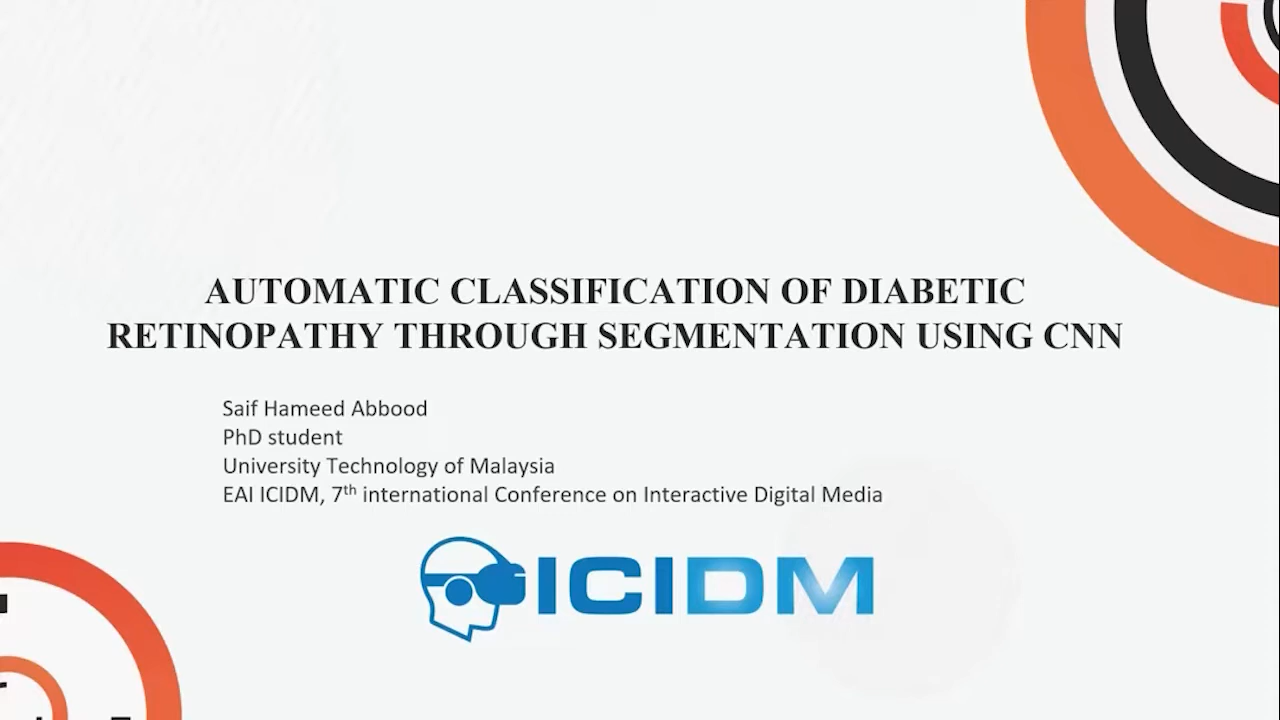 AUTOMATIC CLASSIFICATION OF DIABETIC
RETINOPATHY THROUGH SEGMENTATION USING CNN
Saif Hameed Abbood
PhD student
University Technology of Malaysia
EAI ICIDM, 7th international Conference on Interactive Digital Media
ICIDM